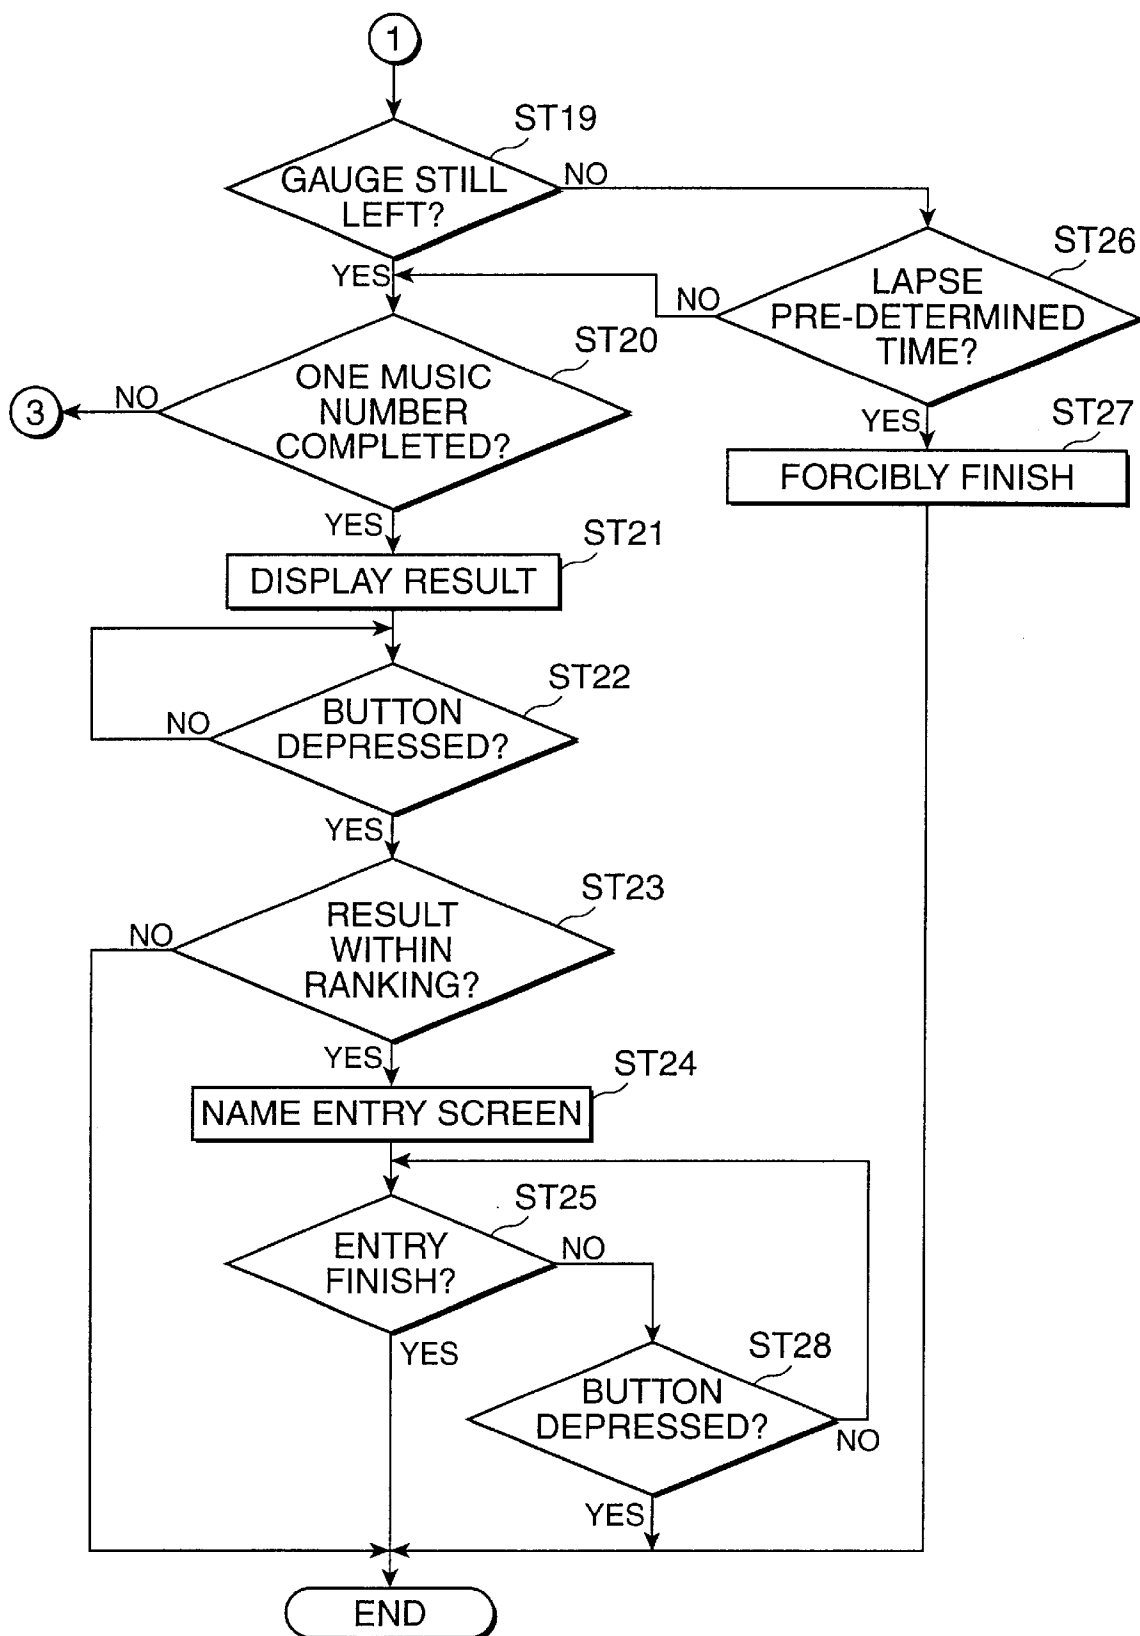 1
ST19
GAUGE STILL
LEFT?
NO
YES
ST26
LAPSE
PRE-DETERMINED
TIME?
NO
YES
ST20
ONE MUSIC
NUMBER
COMPLETED?
NO
3
YES
ST27
FORCIBLY FINISH
ST21
DISPLAY RESULT
ST22
BUTTON
DEPRESSED?
NO
YES
ST23
RESULT
WITHIN
RANKING?
NO
YES
ST24
NAME ENTRY SCREEN
ST25
ENTRY
FINISH?
NO
YES
ST28
BUTTON
DEPRESSED?
NO
YES
END